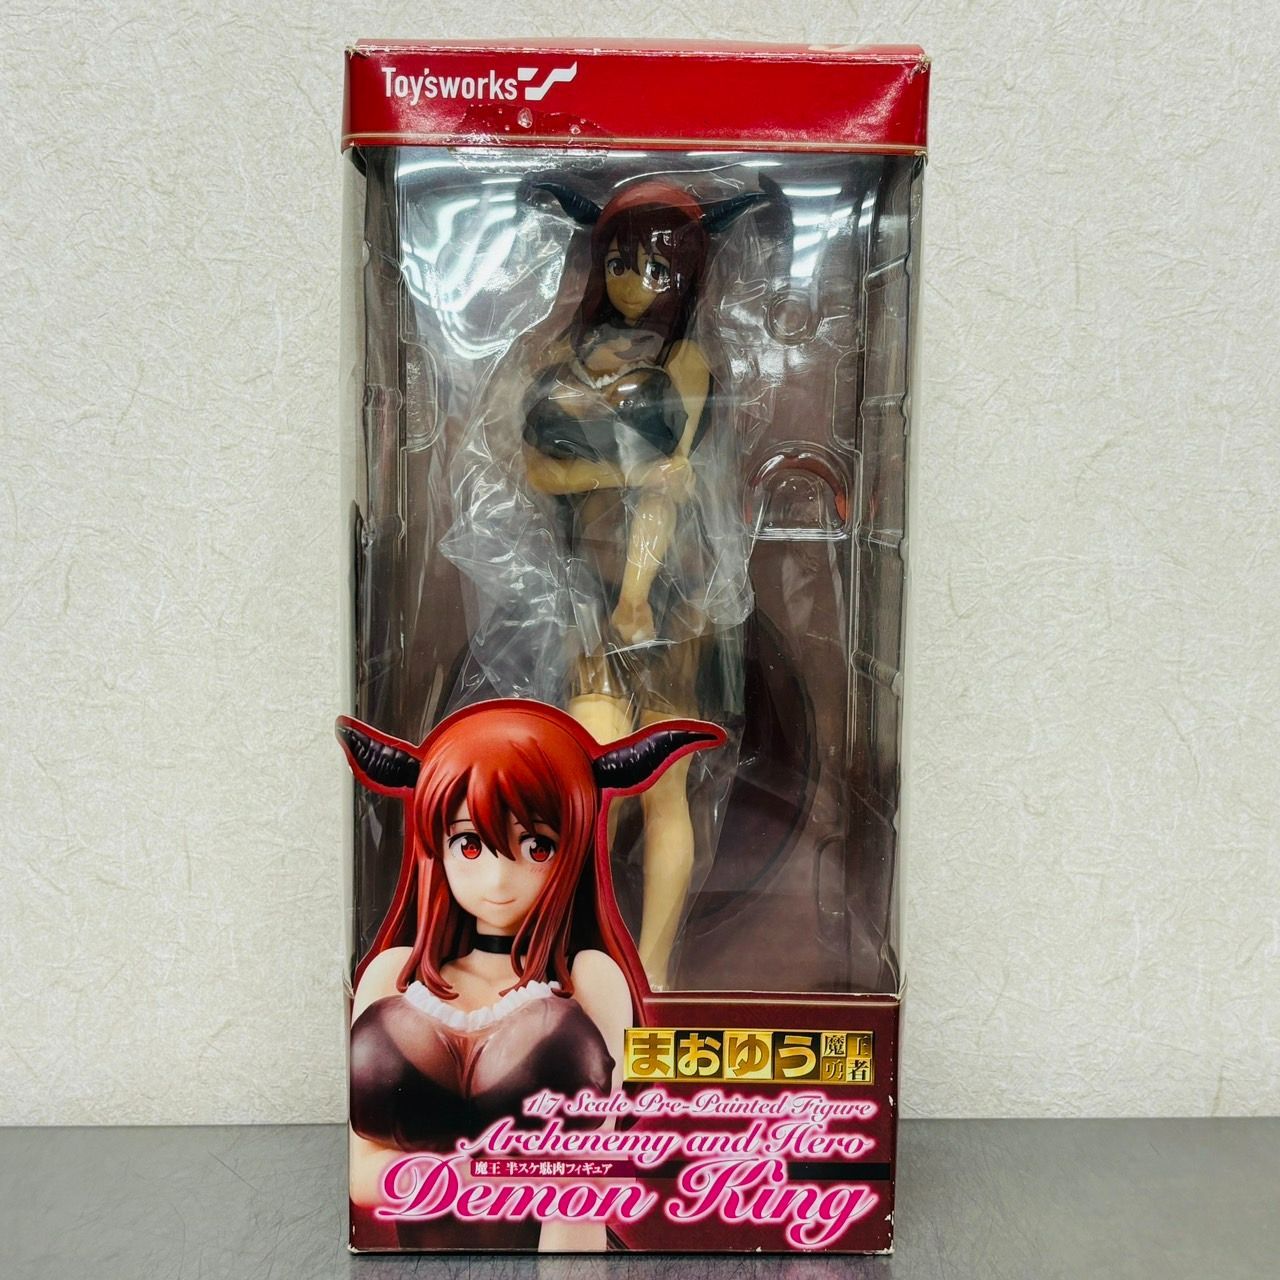 Toy'sworks
まおゆう 魔王
勇者
1/7 Scale Pre-Painted Figure
Archenemy and Hero
魔王 半スケ駄肉フィギュア
Demon King